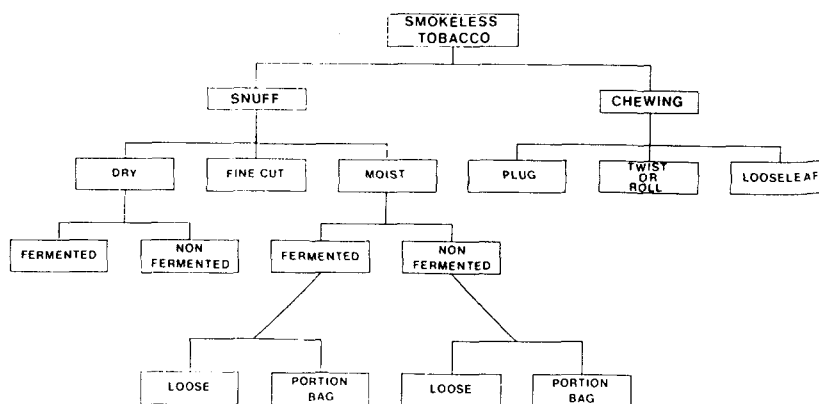 SMOKELESS
TOBACCO
SNUFF
CHEWING
DRY
FINE CUT
MOIST
PLUG
TWIST
OR
ROLL
LOOSELEAF
FERMENTED
NON
FERMENTED
FERMENTED
NON
FERMENTED
LOOSE
PORTION
BAG
LOOSE
PORTION
BAG